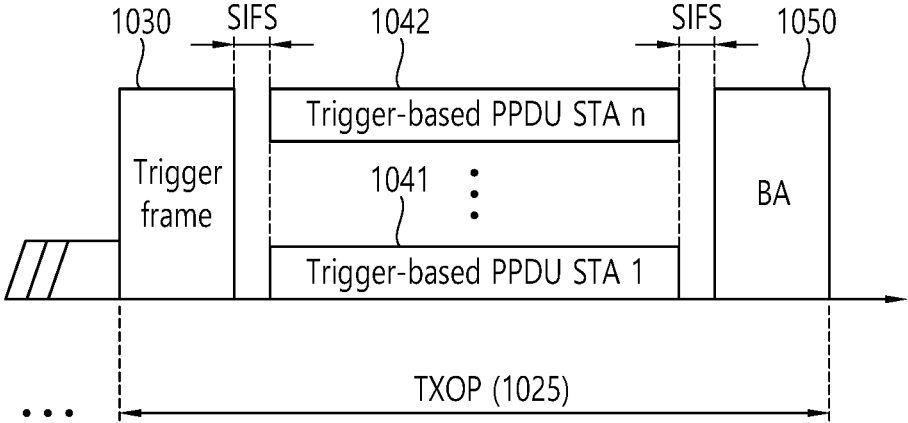 1030
SIFS
1042
SIFS
1050
Trigger-based PPDU STA n
Trigger
frame
1041
BA
Trigger-based PPDU STA 1
TXOP (1025)